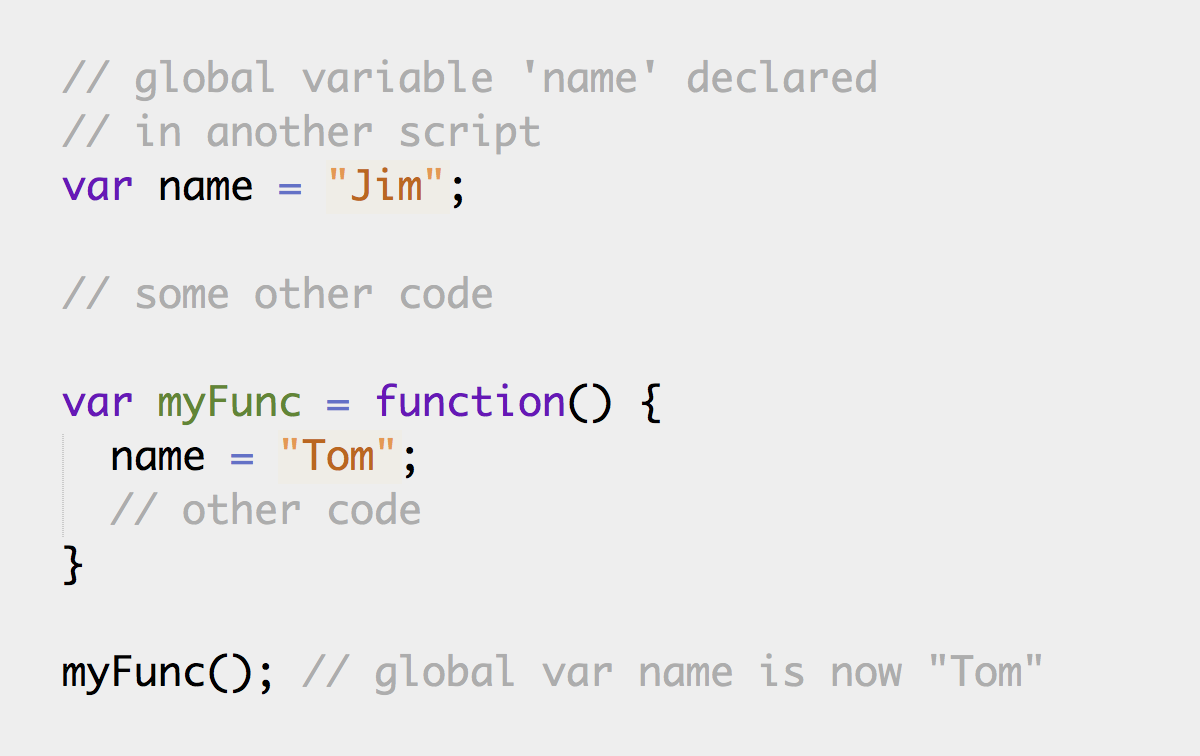 // global variable 'name' declared
// in another script
var name = "Jim";
// some other code
var myFunc = function() {
name = "Tom";
// other code
}
myFunc(); // global var name is now "Tom"